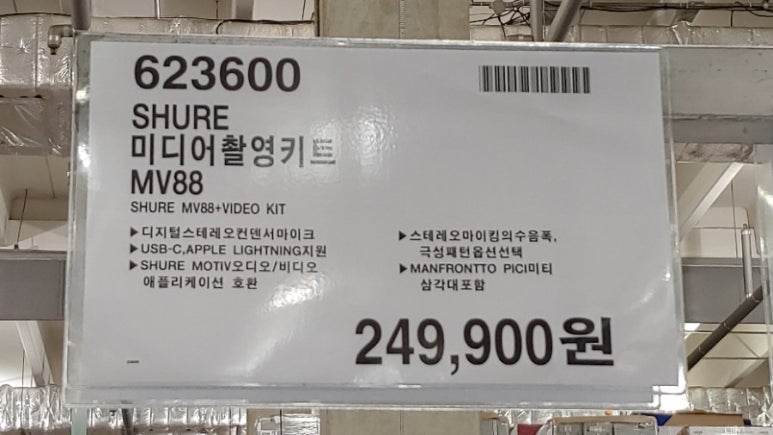 623600
SHURE
미디어촬영키트
MV88
SHURE MV88+VIDEO KIT
▶디지털스테레오컨덴서마이크
▶USB-C,APPLE LIGHTNING지원
▶SHURE MOTIV오디오/비디오
애플리케이션 호환
▶스테레오마이킹의수음폭,
극성패턴옵션선택
▶MANFRONTTO PICI미티
삼각대포함
249,900원